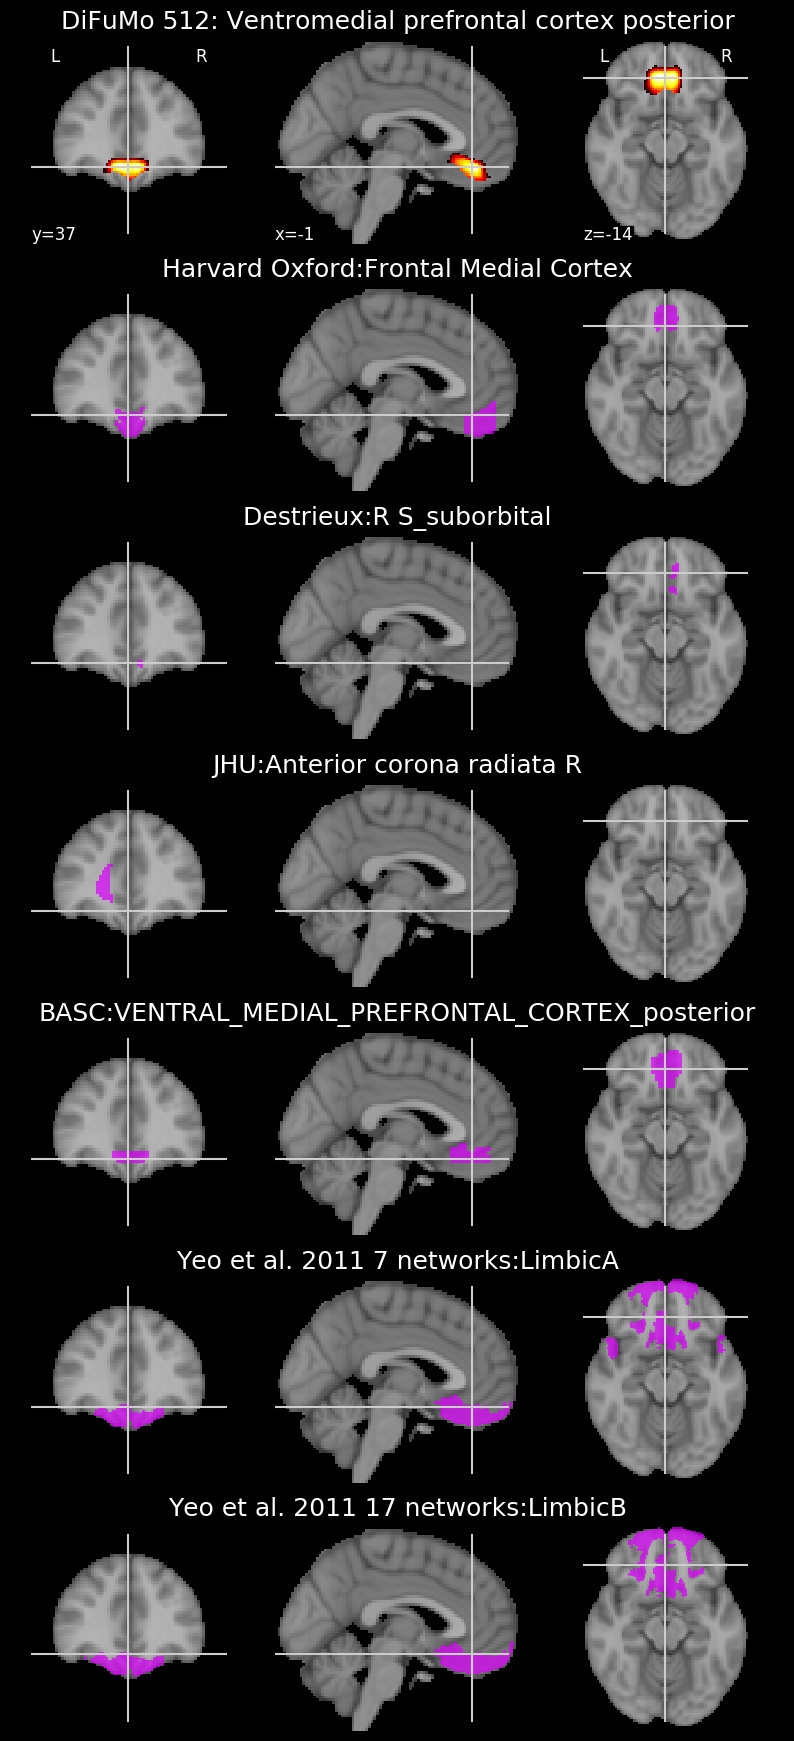 DiFuMo 512: Ventromedial prefrontal cortex posterior
L R L R
y=37 x=-1 z=-14
Harvard Oxford:Frontal Medial Cortex
Destrieux:R S_suborbital
JHU:Anterior corona radiata R
BASC:VENTRAL_MEDIAL_PREFRONTAL_CORTEX_posterior
Yeo et al. 2011 7 networks:LimbicA
Yeo et al. 2011 17 networks:LimbicB